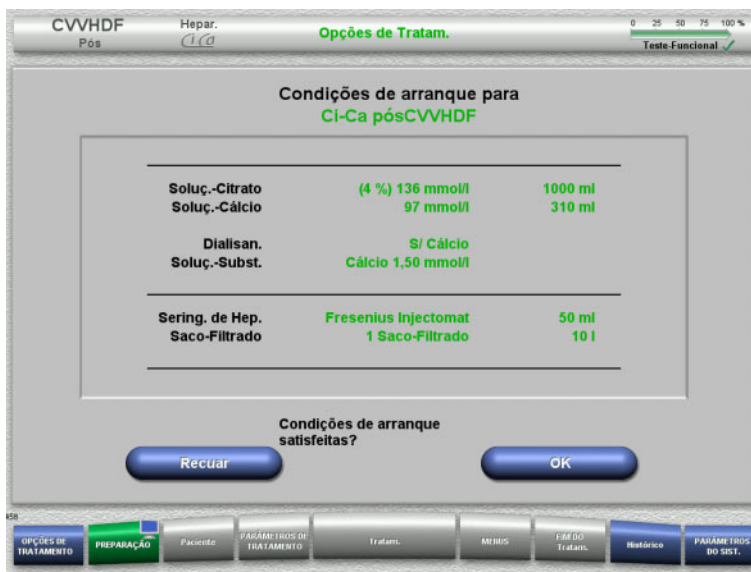 CVVHDF
Pós
Hepar.
Ci Ca
Opções de Tratam.
0 25 50 75 100 %
Teste-Funcional
Condições de arranque para
Ci-Ca pósCVVHDF
Soluç.-Citrato (4 %) 136 mmol/l 1000 ml
Soluç.-Cálcio 97 mmol/l 310 ml
Dialisan. S/ Cálcio
Soluç.-Subst. Cálcio 1,50 mmol/l
Sering. de Hep. Fresenius Injectomat 50 ml
Saco-Filtrado 1 Saco-Filtrado 10 l
Condições de arranque
satisfeitas?
Recuar
OK
458
OPÇÕES DE
TRATAMENTO
PREPARAÇÃO
Paciente
PARÂMETROS DE
TRATAMENTO
Tratam.
MENUS
FIM DO
Tratam.
Histórico
PARÂMETROS
DO SIST.